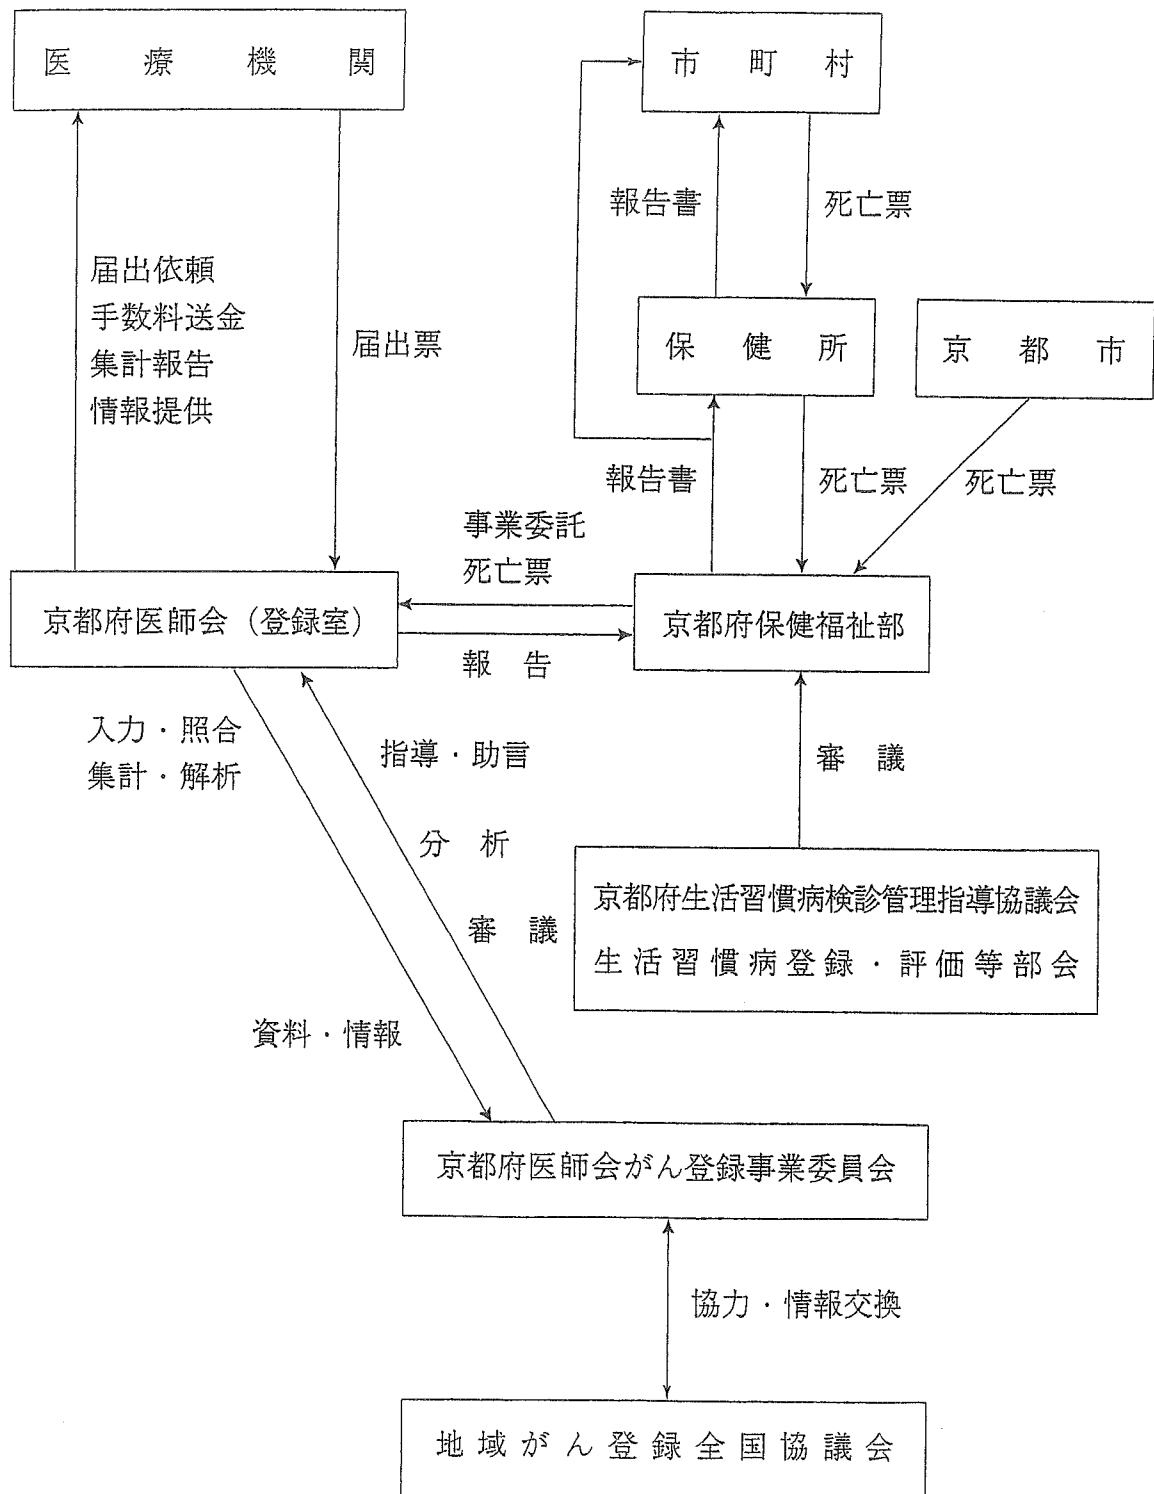 医療機関
市町村
報告書
死亡票
届出依頼
手数料送金
集計報告
情報提供
届出票
保健所
京都市
報告書
死亡票
死亡票
事業委託
死亡票
京都府医師会（登録室）
京都府保健福祉部
報告
入力・照合
集計・解析
指導・助言
分析
審議
審議
京都府生活習慣病検診管理指導協議会
生活習慣病登録・評価等部会
資料・情報
京都府医師会がん登録事業委員会
協力・情報交換
地域がん登録全国協議会